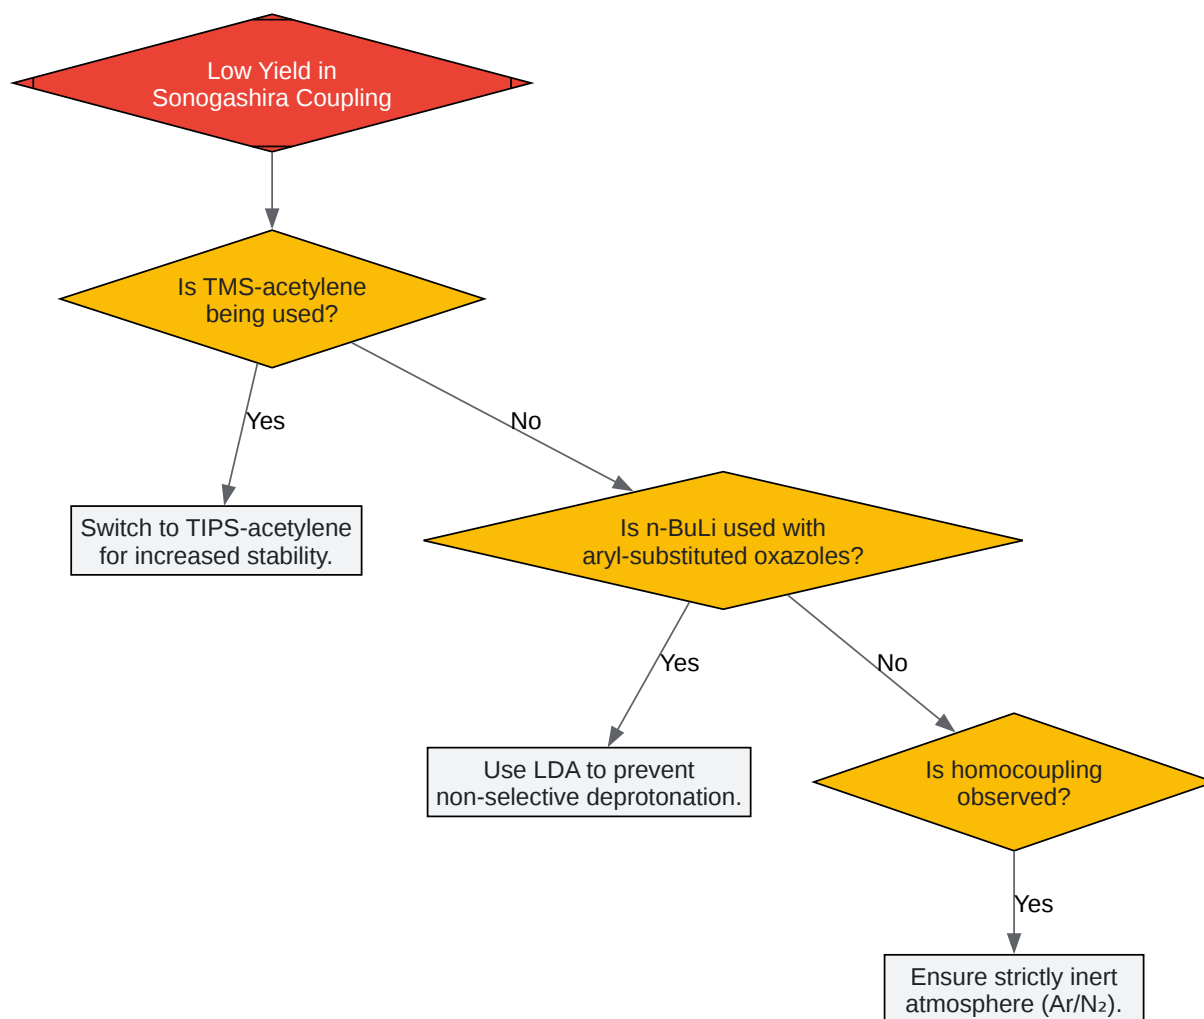 Low Yield in
Sonogashira Coupling
Is TMS-acetylene
being used?
Yes
No
Switch to TIPS-acetylene
for increased stability.
Is n-BuLi used with
aryl-substituted oxazoles?
Yes
No
Use LDA to prevent
non-selective deprotonation.
Is homocoupling
observed?
Yes
Ensure strictly inert
atmosphere (Ar/N₂).